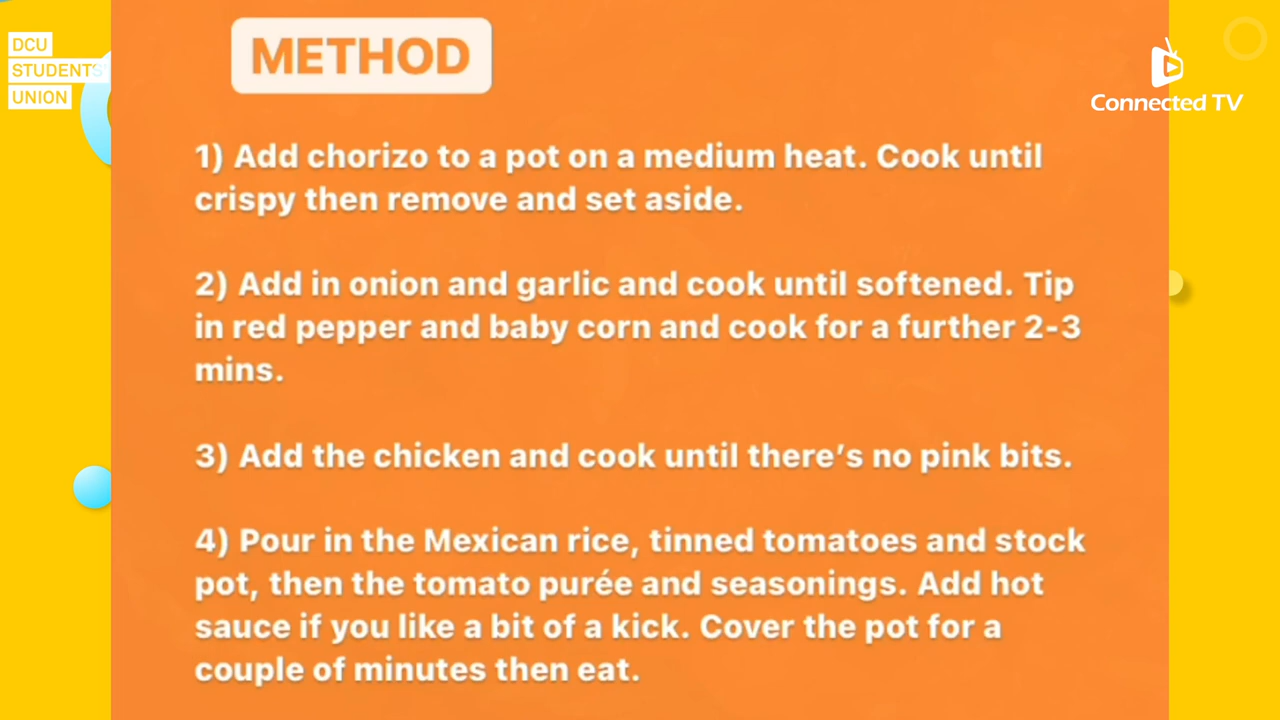 DCU
STUDENTS'
UNION
Connected TV
METHOD
1) Add chorizo to a pot on a medium heat. Cook until
crispy then remove and set aside.
2) Add in onion and garlic and cook until softened. Tip
in red pepper and baby corn and cook for a further 2-3
mins.
3) Add the chicken and cook until there’s no pink bits.
4) Pour in the Mexican rice, tinned tomatoes and stock
pot, then the tomato purée and seasonings. Add hot
sauce if you like a bit of a kick. Cover the pot for a
couple of minutes then eat.